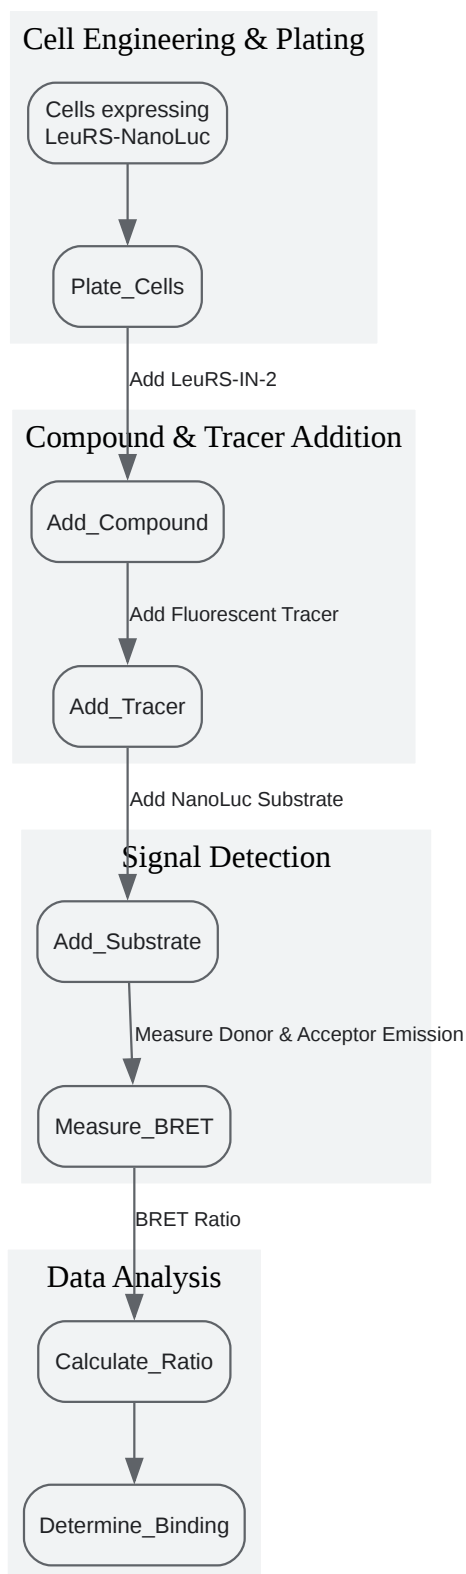 Cell Engineering & Plating
Cells expressing
LeuRS-NanoLuc
Plate_Cells
Add LeuRS-IN-2
Compound & Tracer Addition
Add_Compound
Add Fluorescent Tracer
Add_Tracer
Add NanoLuc Substrate
Signal Detection
Add_Substrate
Measure Donor & Acceptor Emission
Measure_BRET
BRET Ratio
Data Analysis
Calculate_Ratio
Determine_Binding